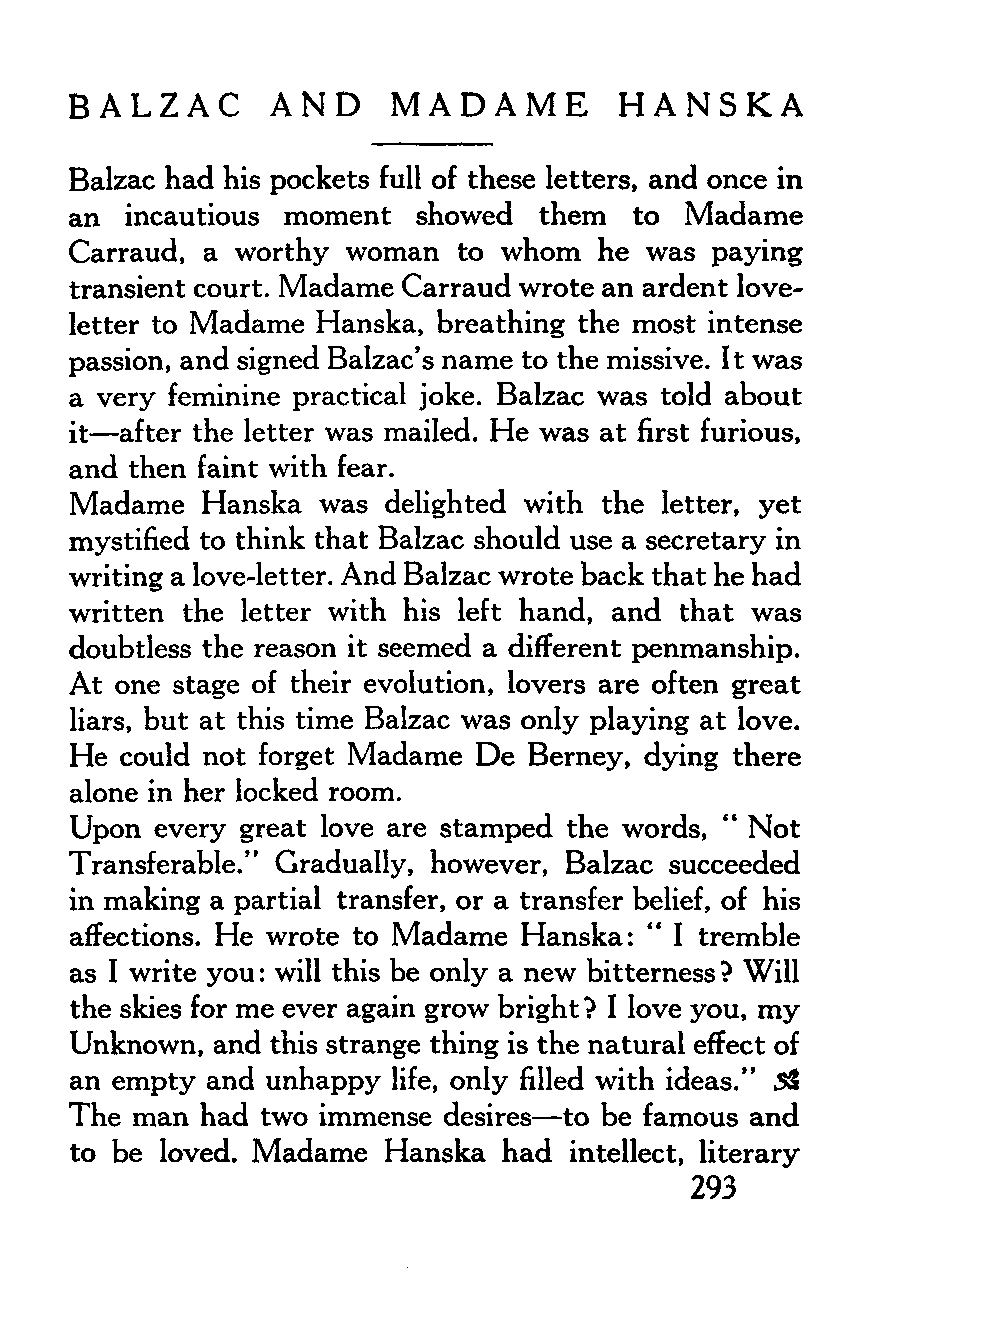 BALZAC AND MADAME HANSKA
Balzac had his pockets full of these letters, and once in
an incautious moment showed them to Madame
Carraud, a worthy woman to whom he was paying
transient court. Madame Carraud wrote an ardent love-
letter to Madame Hanska, breathing the most intense
passion, and signed Balzac's name to the missive. It was
a very feminine practical joke. Balzac was told about
it—after the letter was mailed. He was at first furious,
and then faint with fear.
Madame Hanska was delighted with the letter, yet
mystified to think that Balzac should use a secretary in
writing a love-letter. And Balzac wrote back that he had
written the letter with his left hand, and that was
doubtless the reason it seemed a different penmanship.
At one stage of their evolution, lovers are often great
liars, but at this time Balzac was only playing at love.
He could not forget Madame De Berney, dying there
alone in her locked room.
Upon every great love are stamped the words, " Not
Transferable." Gradually, however, Balzac succeeded
in making a partial transfer, or a transfer belief, of his
affections. He wrote to Madame Hanska: " I tremble
as I write you: will this be only a new bitterness? Will
the skies for me ever again grow bright? I love you, my
Unknown, and this strange thing is the natural effect of
an empty and unhappy life, only filled with ideas."
The man had two immense desires—to be famous and
to be loved. Madame Hanska had intellect, literary
293